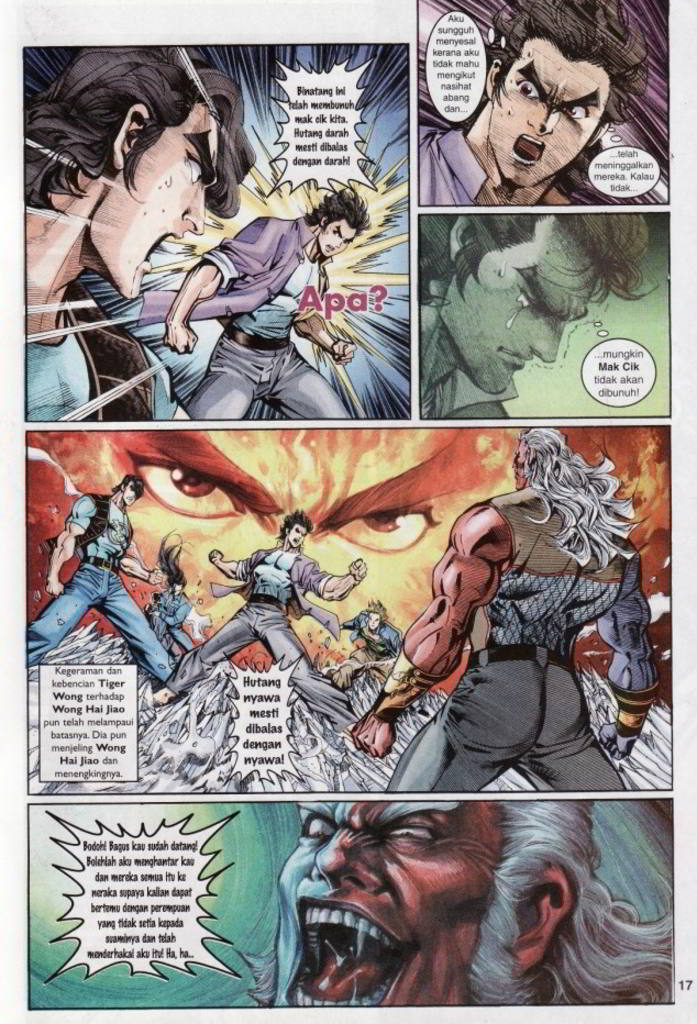 Binatang ini
telah membunuh
mak cik kita.
Hutang darah
mesti dibalas
dengan darah!
Apa?
Aku
sungguh
menyesal
kerana aku
tidak mahu
mengikut
nasihat
abang
dan...
...telah
meninggalkan
mereka. Kalau
tidak...
...mungkin
Mak Cik
tidak akan
dibunuh!
Kegeraman dan
kebencian Tiger
Wong terhadap
Wong Hai Jiao
pun telah melampaui
batasnya. Dia pun
menjeling Wong
Hai Jiao dan
menengkingnya.
Hutang
nyawa
mesti
dibalas
dengan
nyawa!
Bodoh! Bagus kau sudah datang!
Bolehlah aku menghantar kau
dan mereka semua itu ke
neraka supaya kalian dapat
bertemu dengan perempuan
yang tidak setia kepada
suaminya dan telah
menderhakai aku itu! Ha, ha..
17